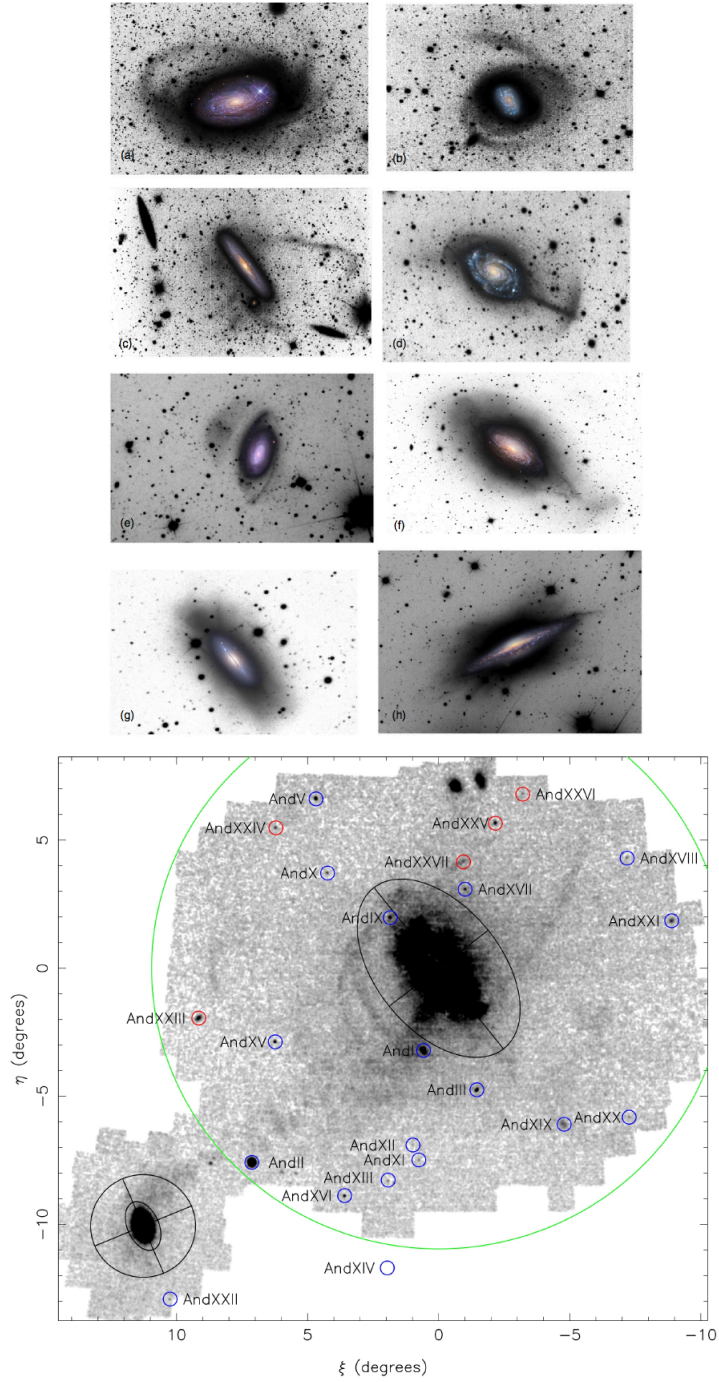 (a)
(b)
(c)
(d)
(e)
(f)
(g)
(h)
AndV
AndXXVI
AndXXIV
AndXXV
AndXXVII
AndXVIII
AndX
AndXVII
AndIX
AndXXI
AndXXIII
AndXV
AndI
AndIII
AndXIX
AndXX
AndXII
AndII
AndXI
AndXIII
AndXVI
AndXIV
AndXXII
5
0
−5
−10
η (degrees)
10
5
0
−5
−10
ξ (degrees)